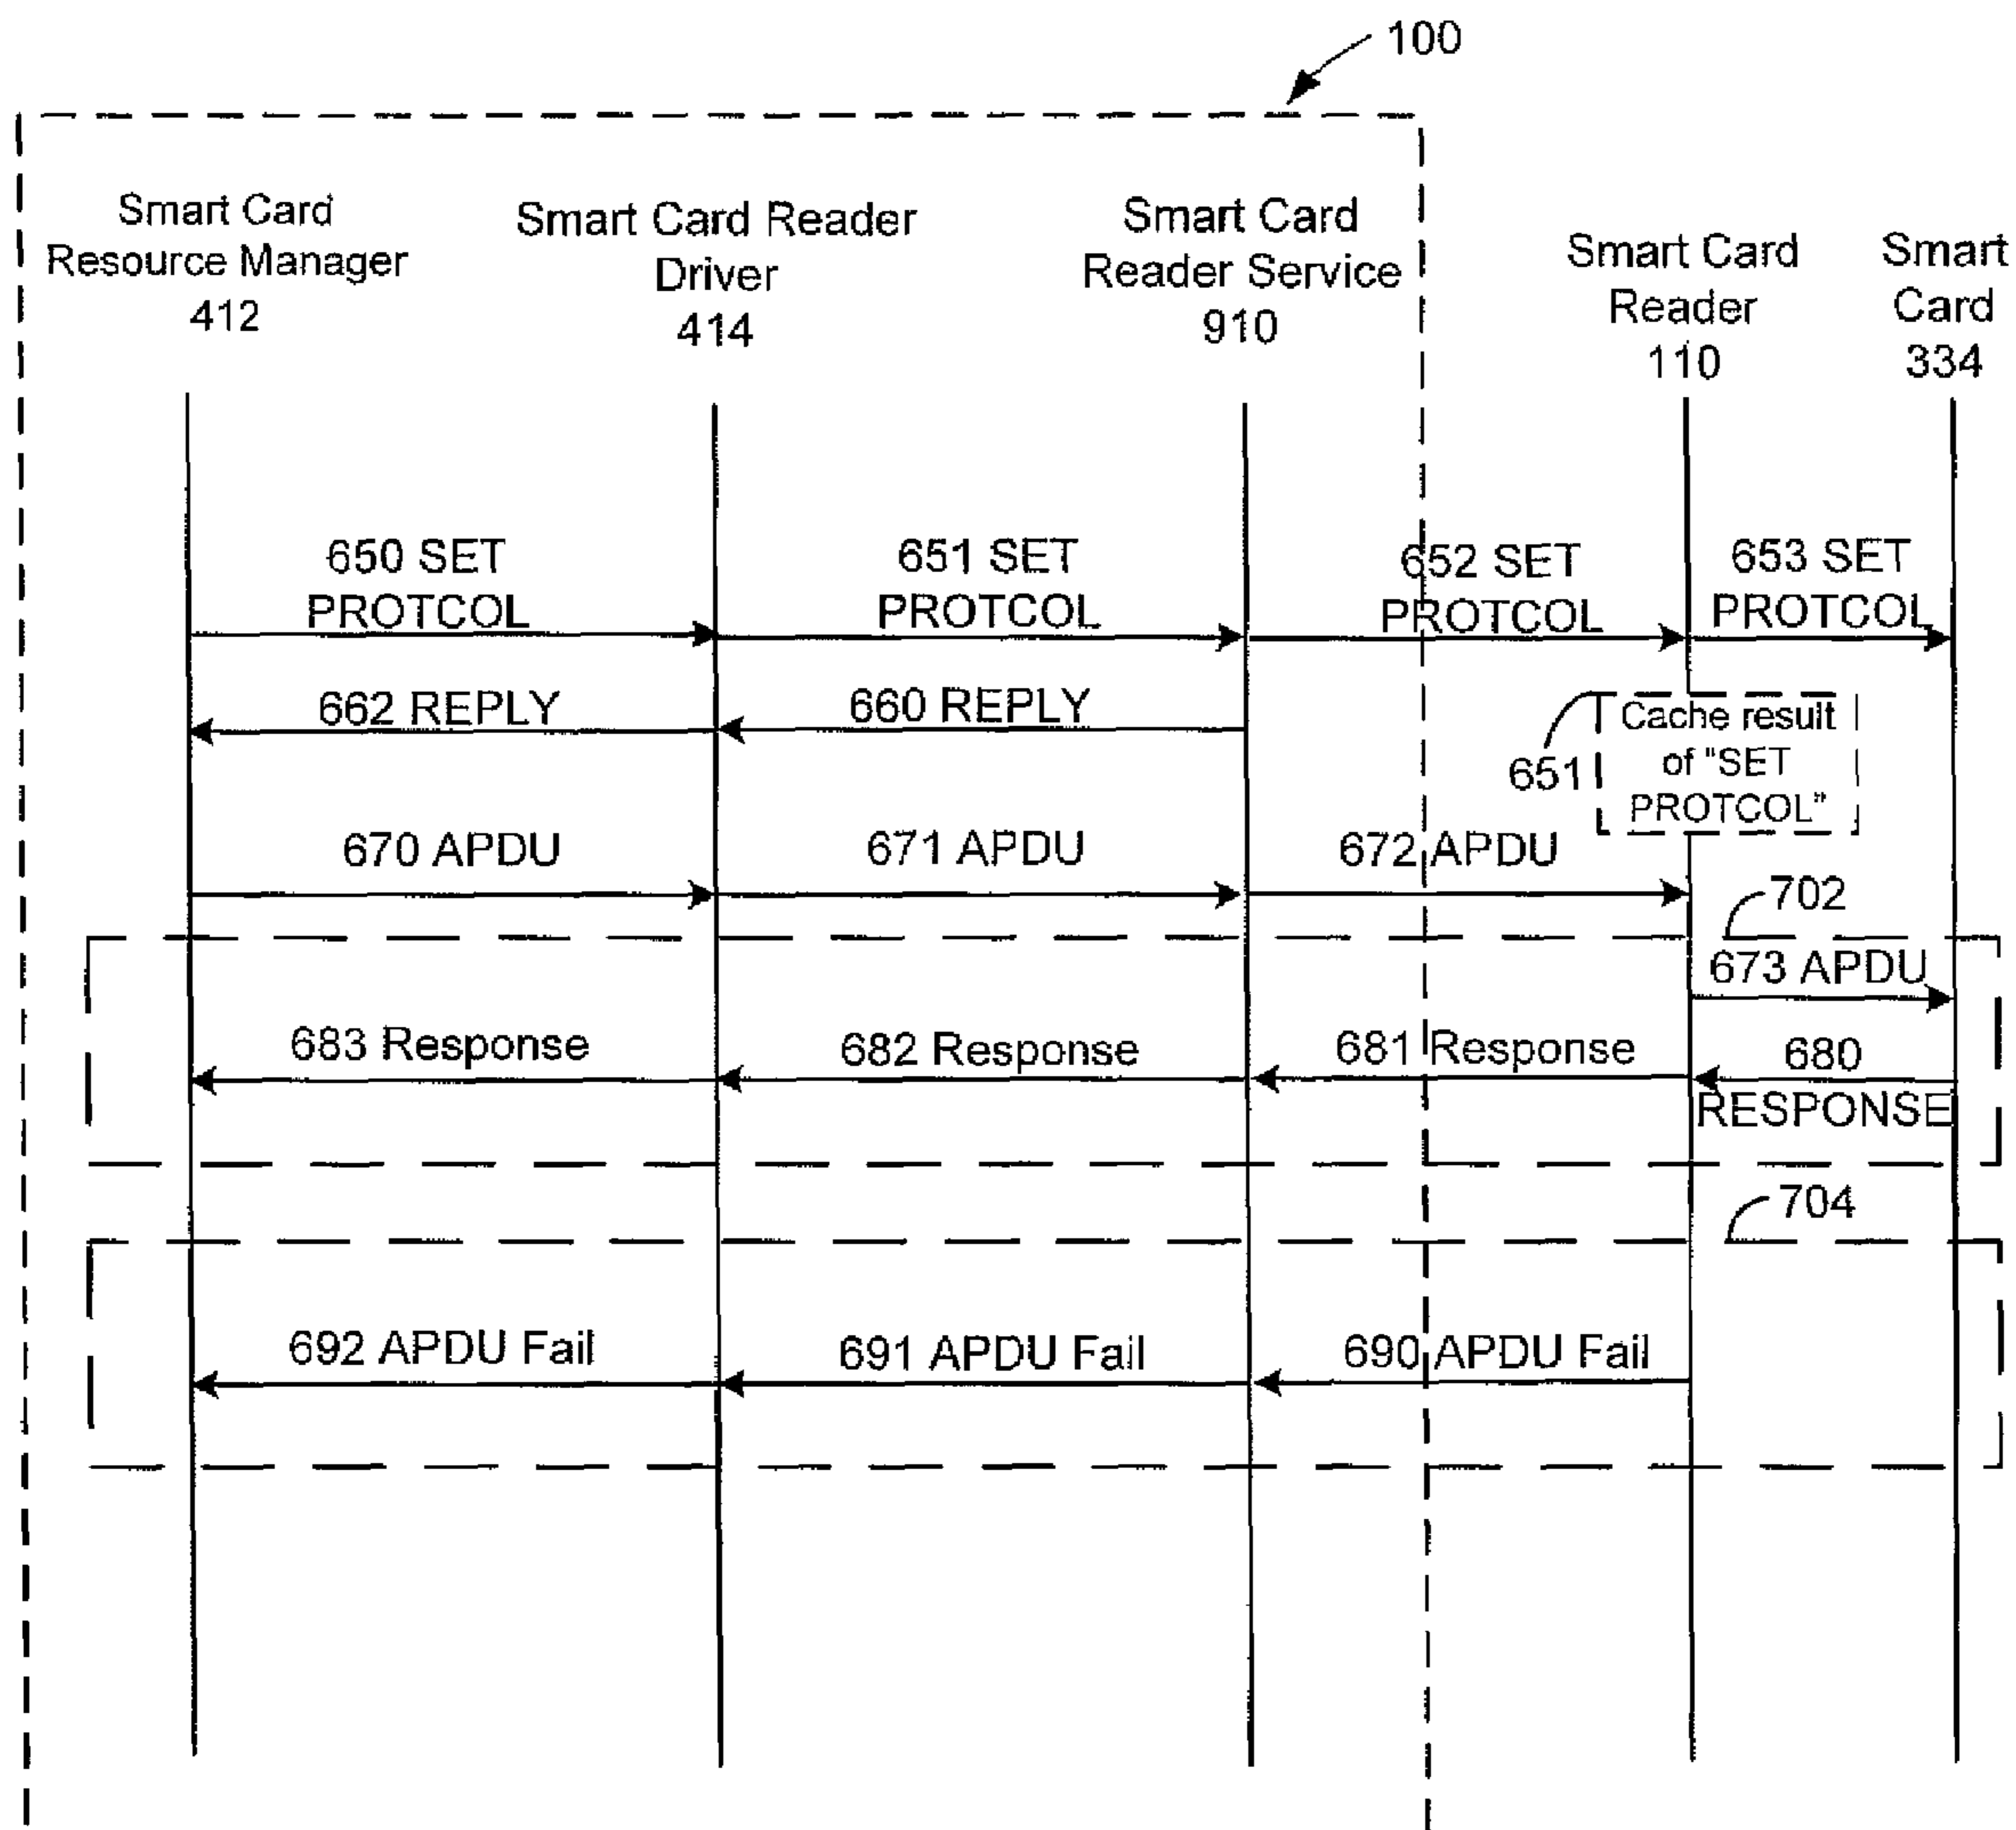 100
Smart Card
Resource Manager
412
Smart Card Reader
Driver
414
Smart Card
Reader Service
910
Smart Card
Reader
110
Smart
Card
334
650 SET
PROTCOL
651 SET
PROTCOL
652 SET
PROTCOL
653 SET
PROTCOL
662 REPLY
660 REPLY
651
Cache result
of "SET
PROTCOL"
670 APDU
671 APDU
672 APDU
702
673 APDU
683 Response
682 Response
681 Response
680
RESPONSE
704
692 APDU Fail
691 APDU Fail
690 APDU Fail